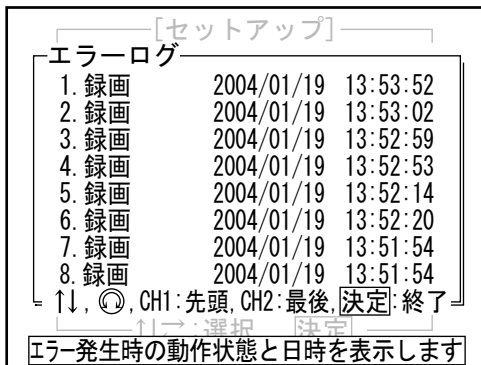 [セットアップ]
エラーログ
1. 録画 2004/01/19 13:53:52
2. 録画 2004/01/19 13:53:02
3. 録画 2004/01/19 13:52:59
4. 録画 2004/01/19 13:52:53
5. 録画 2004/01/19 13:52:14
6. 録画 2004/01/19 13:52:20
7. 録画 2004/01/19 13:51:54
8. 録画 2004/01/19 13:51:54
↑↓, , CH1:先頭, CH2:最後, 決定:終了
↑↓→:選択 決定
エラー発生時の動作状態と日時を表示します